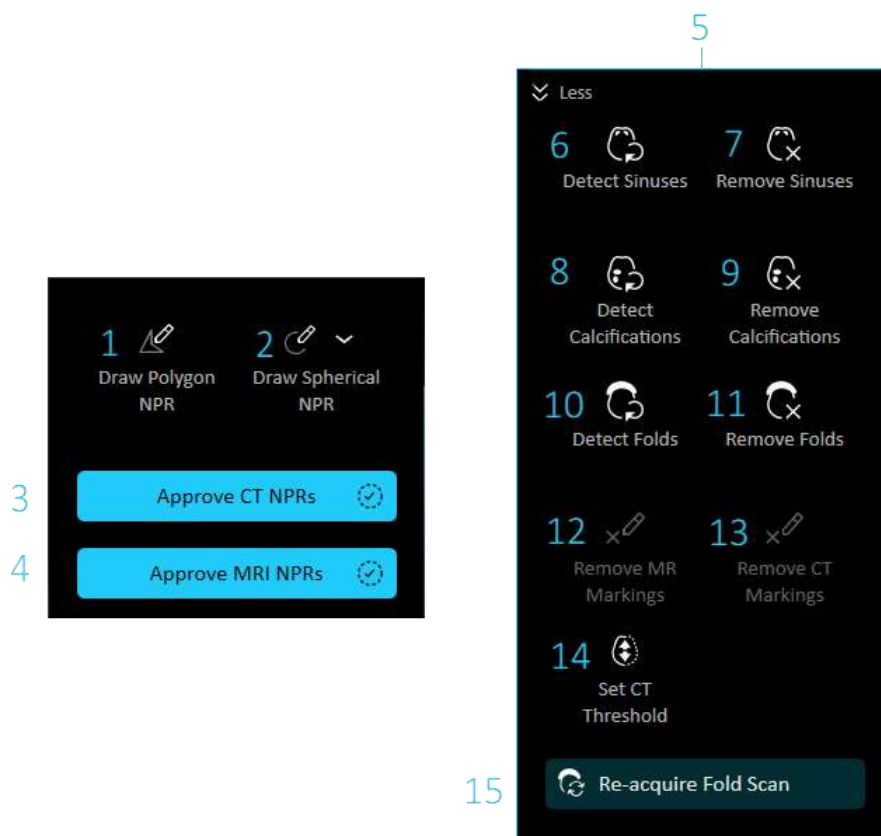 5
Less
6 7
Detect Sinuses Remove Sinuses
8 9
Detect Remove
Calcifications Calcifications
1 2
Draw Polygon Draw Spherical
NPR NPR
10 11
Detect Folds Remove Folds
3 Approve CT NPRs
4 Approve MRI NPRs
12 13
Remove MR Remove CT
Markings Markings
14
Set CT
Threshold
15 Re-acquire Fold Scan